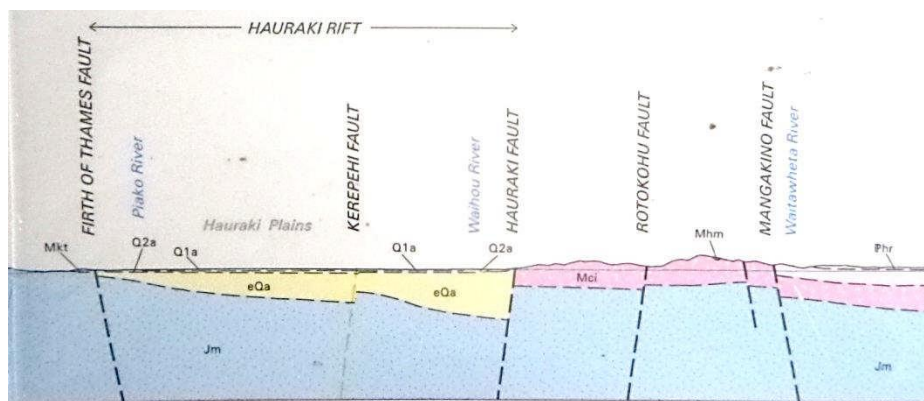 HAURAKI RIFT
FIRTH OF THAMES FAULT
Piako River
KEREPEHI FAULT
Waihou River
HAURAKI FAULT
ROTOKOHU FAULT
MANGAKINO FAULT
Waitawheta River
Hauraki Plains
Mkt
Q2a
Q1a
Q1a
Q2a
Mhm
Phr
eQa
eQa
Mci
Jm
Jm